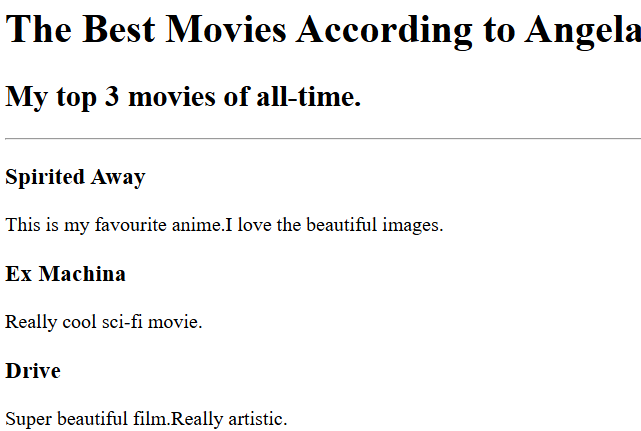 The Best Movies According to Angela
My top 3 movies of all-time.
Spirited Away
This is my favourite anime.I love the beautiful images.
Ex Machina
Really cool sci-fi movie.
Drive
Super beautiful film.Really artistic.